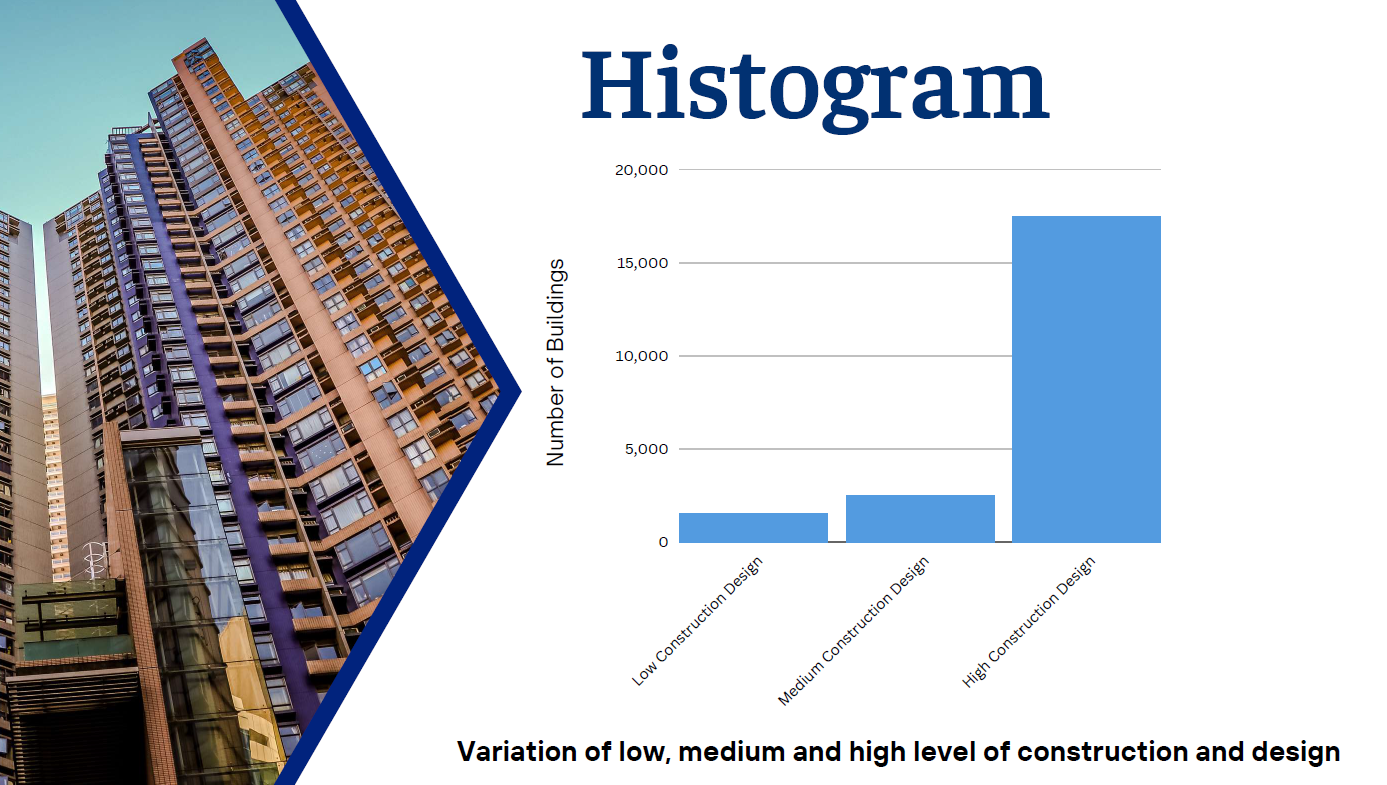 Histogram
20,000
15,000
10,000
5,000
0
Number of Buildings
Low Construction Design
Medium Construction Design
High Construction Design
Variation of low, medium and high level of construction and design